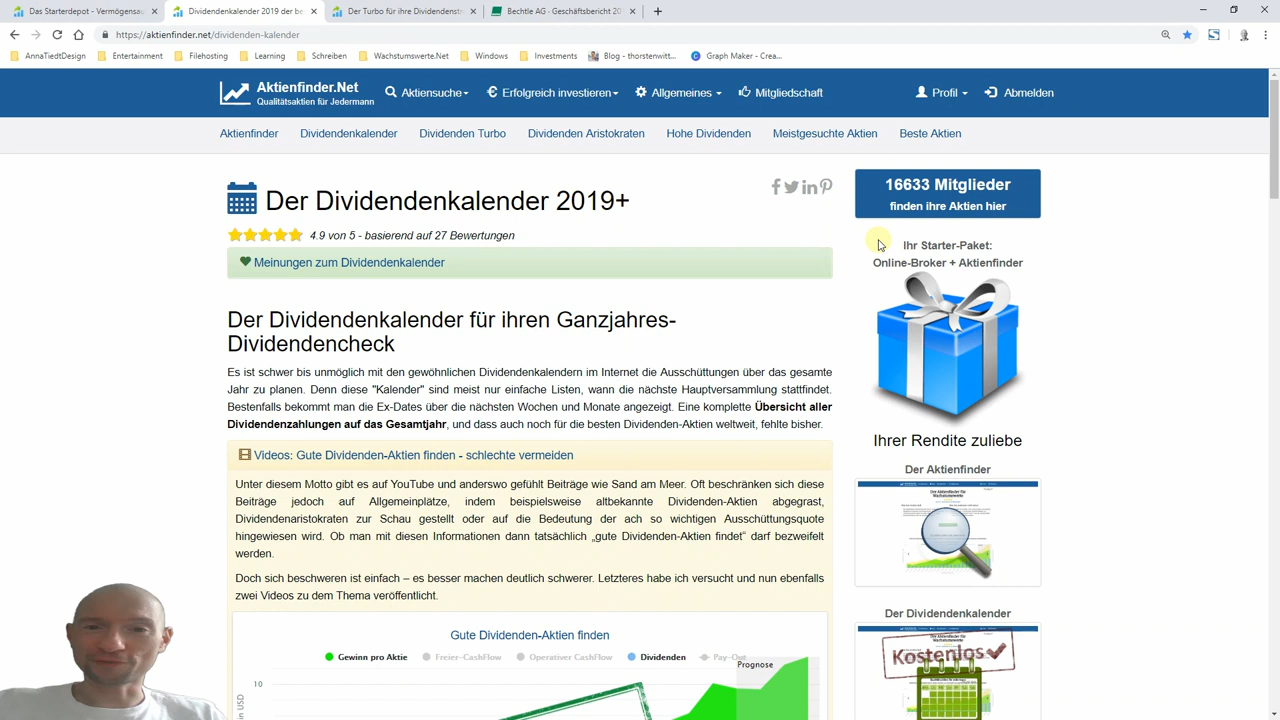 Das Starterdepot - Vermögensau
Dividendenkalender 2019 der be
Der Turbo für ihre Dividendenstr
Bechtle AG - Geschäftsbericht 20
https://aktienfinder.net/dividenden-kalender
AnnaTiedtDesign
Entertainment
Filehosting
Learning
Schreiben
Wachstumswerte.Net
Windows
Investments
Blog - thorstenwitt...
Graph Maker - Crea...
Aktienfinder.Net
Qualitätsaktien für Jedermann
Aktiensuche
Erfolgreich investieren
Allgemeines
Mitgliedschaft
Profil
Abmelden
Aktienfinder
Dividendenkalender
Dividenden Turbo
Dividenden Aristokraten
Hohe Dividenden
Meistgesuchte Aktien
Beste Aktien
Der Dividendenkalender 2019+
4.9 von 5 - basierend auf 27 Bewertungen
Meinungen zum Dividendenkalender
Der Dividendenkalender für ihren Ganzjahres-
Dividendencheck
Es ist schwer bis unmöglich mit den gewöhnlichen Dividendenkalendern im Internet die Ausschüttungen über das gesamte
Jahr zu planen. Denn diese "Kalender" sind meist nur einfache Listen, wann die nächste Hauptversammlung stattfindet.
Bestenfalls bekommt man die Ex-Dates über die nächsten Wochen und Monate angezeigt. Eine komplette Übersicht aller
Dividendenzahlungen auf das Gesamtjahr, und dass auch noch für die besten Dividenden-Aktien weltweit, fehlte bisher.
Videos: Gute Dividenden-Aktien finden - schlechte vermeiden
Unter diesem Motto gibt es auf YouTube und anderswo gefühlt Beiträge wie Sand am Meer. Oft beschränken sich diese
Beiträge jedoch auf Allgemeinplätze, indem beispielsweise altbekannte Dividenden-Aktien abgegrast,
Dividendenaristokraten zur Schau gestellt oder auf die Bedeutung der ach so wichtigen Ausschüttungsquote
hingewiesen wird. Ob man mit diesen Informationen dann tatsächlich „gute Dividenden-Aktien findet" darf bezweifelt
werden.
Doch sich beschweren ist einfach – es besser machen deutlich schwerer. Letzteres habe ich versucht und nun ebenfalls
zwei Videos zu dem Thema veröffentlicht.
Gute Dividenden-Aktien finden
Gewinn pro Aktie
Freier-CashFlow
Operativer CashFlow
Dividenden
Pay-Out
Prognose
10
in USD
16633 Mitglieder
finden ihre Aktien hier
Ihr Starter-Paket:
Online-Broker + Aktienfinder
Ihrer Rendite zuliebe
Der Aktienfinder
Der Dividendenkalender
Kostenlos